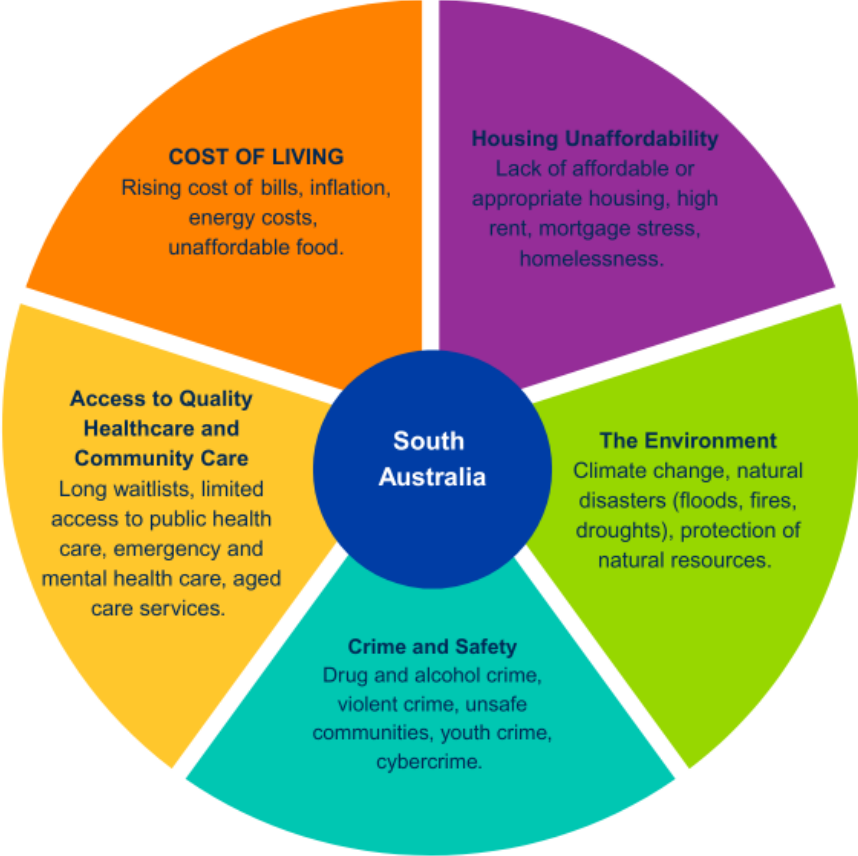 COST OF LIVING
Rising cost of bills, inflation,
energy costs,
unaffordable food.
Housing Unaffordability
Lack of affordable or
appropriate housing, high
rent, mortgage stress,
homelessness.
Access to Quality
Healthcare and
Community Care
Long waitlists, limited
access to public health
care, emergency and
mental health care, aged
care services.
South
Australia
The Environment
Climate change, natural
disasters (floods, fires,
droughts), protection of
natural resources.
Crime and Safety
Drug and alcohol crime,
violent crime, unsafe
communities, youth crime,
cybercrime.